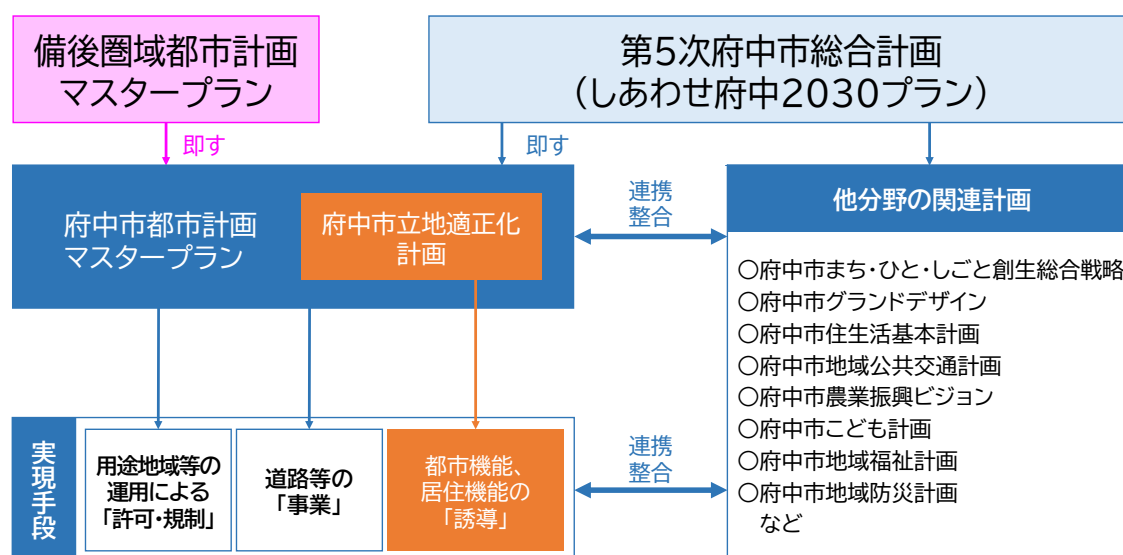 備後圏域都市計画
マスタープラン
第5次府中市総合計画
（しあわせ府中2030プラン）
即す
即す
府中市都市計画
マスタープラン
府中市立地適正化
計画
連携
整合
他分野の関連計画
〇府中市まち・ひと・しごと創生総合戦略
〇府中市グランドデザイン
〇府中市住生活基本計画
〇府中市地域公共交通計画
〇府中市農業振興ビジョン
〇府中市こども計画
〇府中市地域福祉計画
〇府中市地域防災計画
など
実現手段
用途地域等の
運用による
「許可・規制」
道路等の
「事業」
都市機能、
居住機能の
「誘導」
連携
整合